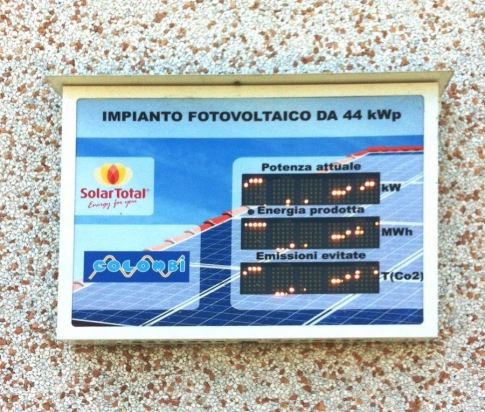 IMPIANTO FOTOVOLTAICO DA 44 kWp
SolarTotal®
Energy for you
COLOMBi
Potenza attuale
kW
Energia prodotta
MWh
Emissioni evitate
T(Co2)